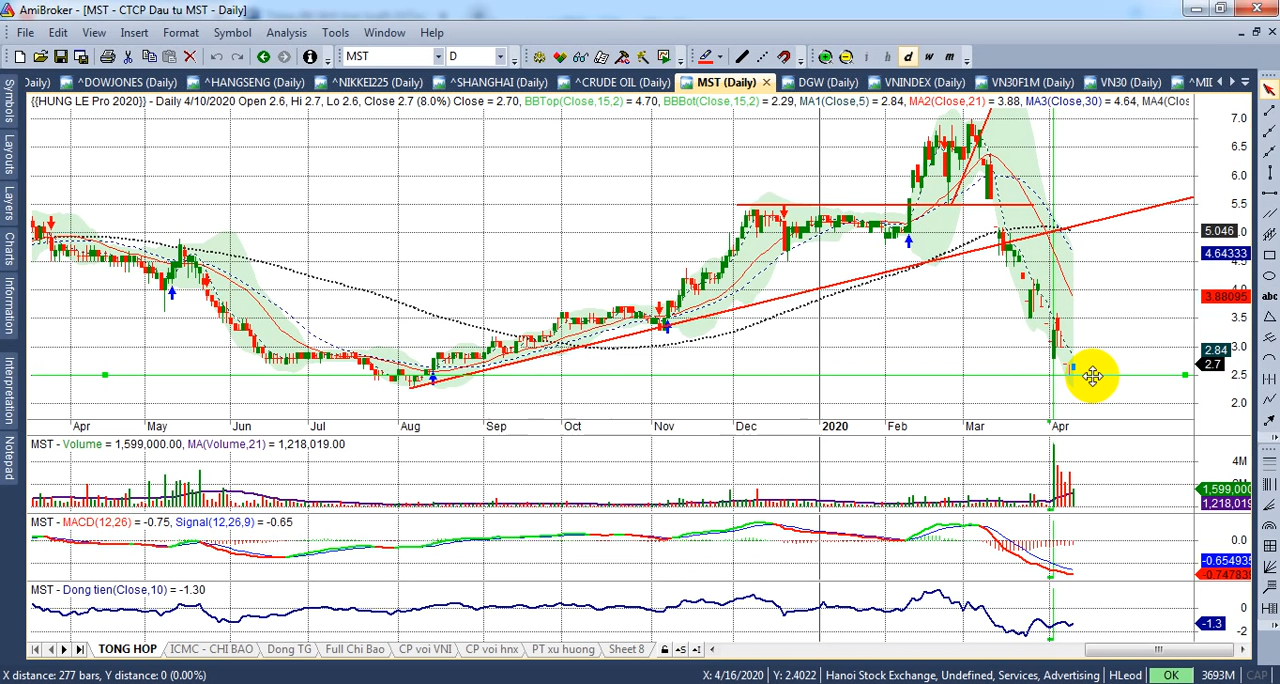 AmiBroker - [MST - CTCP Dau tu MST - Daily]
File Edit View Insert Format Symbol Analysis Tools Window Help
MST D i h d w m
Daily) ^DOWJONES (Daily) ^HANGSENG (Daily) ^NIKKEI225 (Daily) ^SHANGHAI (Daily) ^CRUDE OIL (Daily) MST (Daily) DGW (Daily) VNINDEX (Daily) VN30F1M (Daily) VN30 (Daily) ^MID
{{HUNG LE Pro 2020}} - Daily 4/10/2020 Open 2.6, Hi 2.7, Lo 2.6, Close 2.7 (8.0%) Close = 2.70, BBTop(Close,15,2) = 4.70, BBBot(Close,15,2) = 2.29, MA1(Close,5) = 2.84, MA2(Close,21) = 3.88, MA3(Close,30) = 4.64, MA4(Clos
Symbols
Layouts
Layers
Charts
Information
Interpretation
Notepad
7.0
6.5
6.0
5.5
5.046
4.64333
4.0
3.88095
3.5
3.0
2.84
2.7
2.5
2.0
Apr May Jun Jul Aug Sep Oct Nov Dec 2020 Feb Mar Apr
MST - Volume = 1,599,000.00, MA(Volume,21) = 1,218,019.00
4M
1,599,000
1,218,019
MST - MACD(12,26) = -0.75, Signal(12,26,9) = -0.65
0.0
-0.654935
-0.747839
MST - Dong tien(Close,10) = -1.30
0
-1.3
-2
TONG HOP ICMC - CHI BAO Dong TG Full Chi Bao CP voi VNI CP voi hnx PT xu huong Sheet 8
X distance: 277 bars, Y distance: 0 (0.00%) X: 4/16/2020 Y: 2.4022 Hanoi Stock Exchange, Undefined, Services, Advertising HLeod OK 3693M CAP